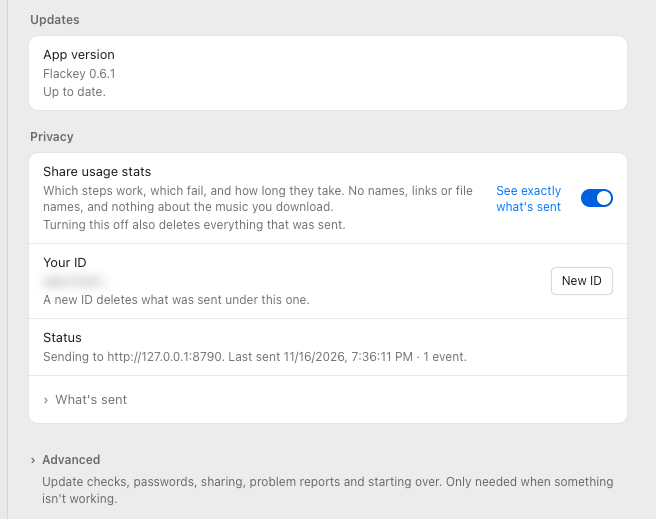 Updates
App version
Flackey 0.6.1
Up to date.
Privacy
Share usage stats
Which steps work, which fail, and how long they take. No names, links or file
names, and nothing about the music you download.
Turning this off also deletes everything that was sent.
See exactly
what's sent
Your ID
A new ID deletes what was sent under this one.
New ID
Status
Sending to http://127.0.0.1:8790. Last sent 11/16/2026, 7:36:11 PM · 1 event.
› What's sent
› Advanced
Update checks, passwords, sharing, problem reports and starting over. Only needed when something
isn't working.